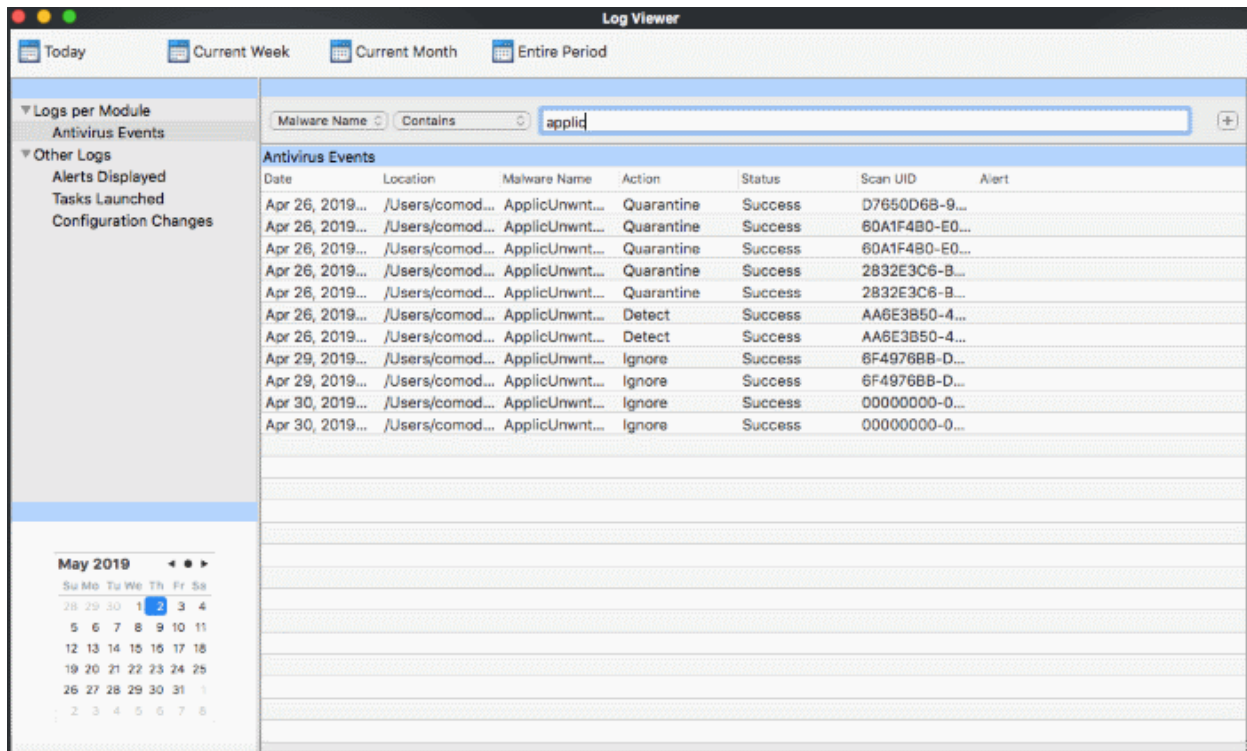 Log Viewer
Today Current Week Current Month Entire Period
Logs per Module
Antivirus Events
Other Logs
Alerts Displayed
Tasks Launched
Configuration Changes
Malware Name Contains applic
Antivirus Events
Date Location Malware Name Action Status Scan UID Alert
Apr 26, 2019... /Users/comod... ApplicUnwnt... Quarantine Success D7650D6B-9...
Apr 26, 2019... /Users/comod... ApplicUnwnt... Quarantine Success 60A1F4B0-E0...
Apr 26, 2019... /Users/comod... ApplicUnwnt... Quarantine Success 60A1F4B0-E0...
Apr 26, 2019... /Users/comod... ApplicUnwnt... Quarantine Success 2832E3C6-B...
Apr 26, 2019... /Users/comod... ApplicUnwnt... Quarantine Success 2832E3C6-B...
Apr 26, 2019... /Users/comod... ApplicUnwnt... Detect Success AA6E3B50-4...
Apr 26, 2019... /Users/comod... ApplicUnwnt... Detect Success AA6E3B50-4...
Apr 29, 2019... /Users/comod... ApplicUnwnt... Ignore Success 6F4976BB-D...
Apr 29, 2019... /Users/comod... ApplicUnwnt... Ignore Success 6F4976BB-D...
Apr 30, 2019... /Users/comod... ApplicUnwnt... Ignore Success 00000000-0...
Apr 30, 2019... /Users/comod... ApplicUnwnt... Ignore Success 00000000-0...
May 2019
Su Mo Tu We Th Fr Sa
28 29 30 1 2 3 4
5 6 7 8 9 10 11
12 13 14 15 16 17 18
19 20 21 22 23 24 25
26 27 28 29 30 31 1
2 3 4 5 6 7 8